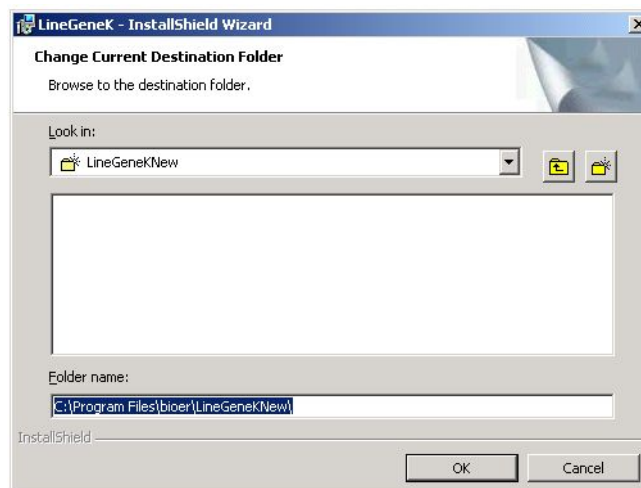 LineGeneK - InstallShield Wizard
Change Current Destination Folder
Browse to the destination folder.
Look in:
LineGeneKNew
Folder name:
C:\Program Files\bioer\LineGeneKNew\
InstallShield
OK Cancel